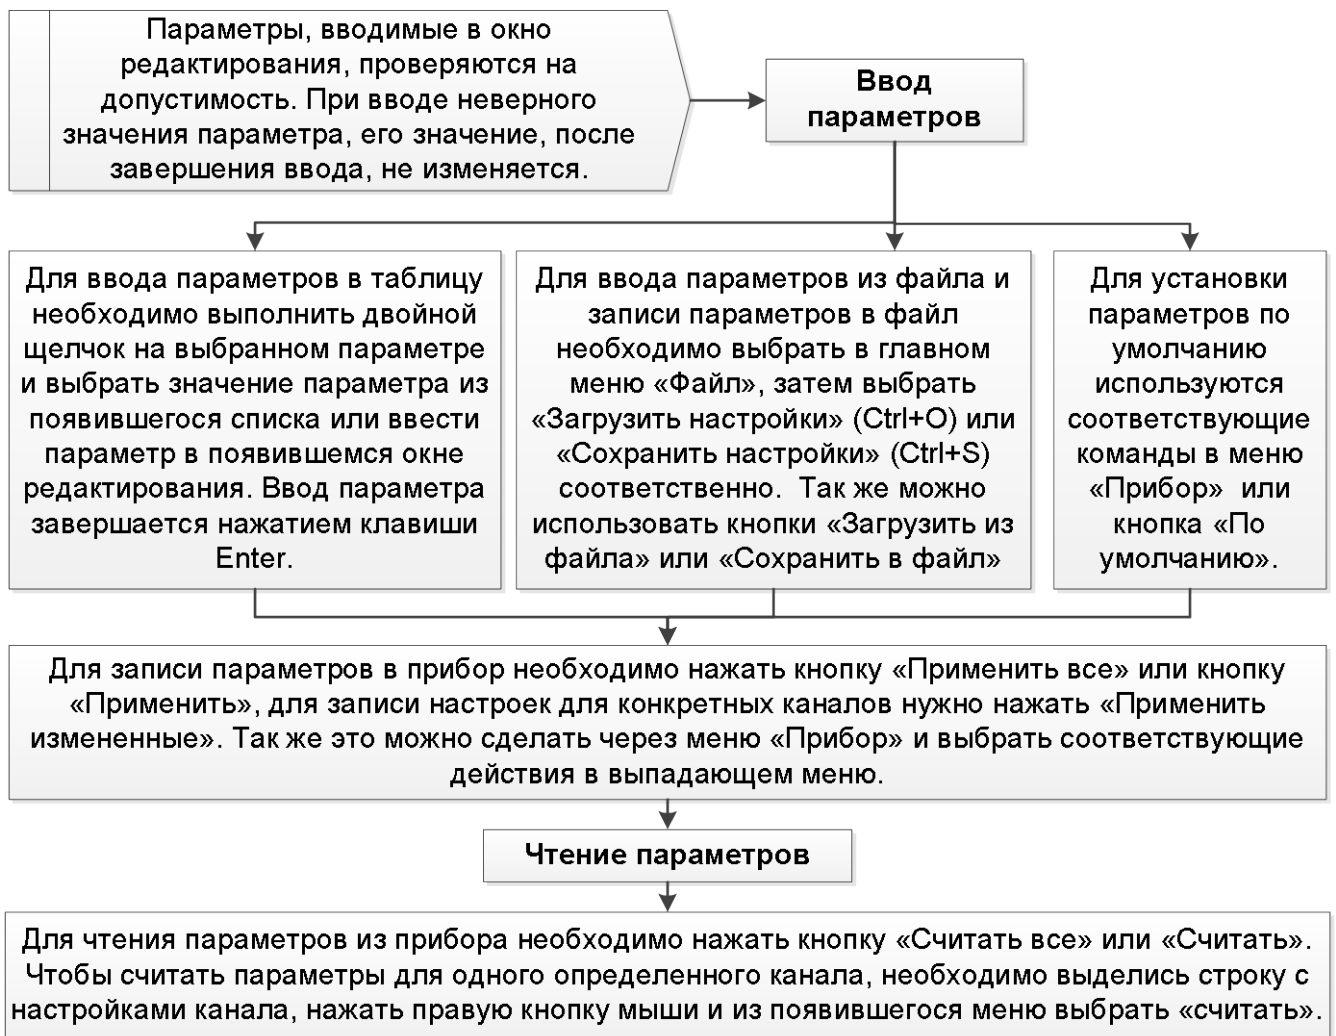 Параметры, вводимые в окно
редактирования, проверяются на
допустимость. При вводе неверного
значения параметра, его значение, после
завершения ввода, не изменяется.
Ввод
параметров
Для ввода параметров в таблицу
необходимо выполнить двойной
щелчок на выбранном параметре
и выбрать значение параметра из
появившегося списка или ввести
параметр в появившемся окне
редактирования. Ввод параметра
завершается нажатием клавиши
Enter.
Для ввода параметров из файла и
записи параметров в файл
необходимо выбрать в главном
меню «Файл», затем выбрать
«Загрузить настройки» (Ctrl+O) или
«Сохранить настройки» (Ctrl+S)
соответственно.  Так же можно
использовать кнопки «Загрузить из
файла» или «Сохранить в файл»
Для установки
параметров по
умолчанию
используются
соответствующие
команды в меню
«Прибор»  или
кнопка «По
умолчанию».
Для записи параметров в прибор необходимо нажать кнопку «Применить все» или кнопку
«Применить», для записи настроек для конкретных каналов нужно нажать «Применить
измененные». Так же это можно сделать через меню «Прибор» и выбрать соответствующие
действия в выпадающем меню.
Чтение параметров
Для чтения параметров из прибора необходимо нажать кнопку «Считать все» или «Считать».
Чтобы считать параметры для одного определенного канала, необходимо выделись строку с
настройками канала, нажать правую кнопку мыши и из появившегося меню выбрать «считать».